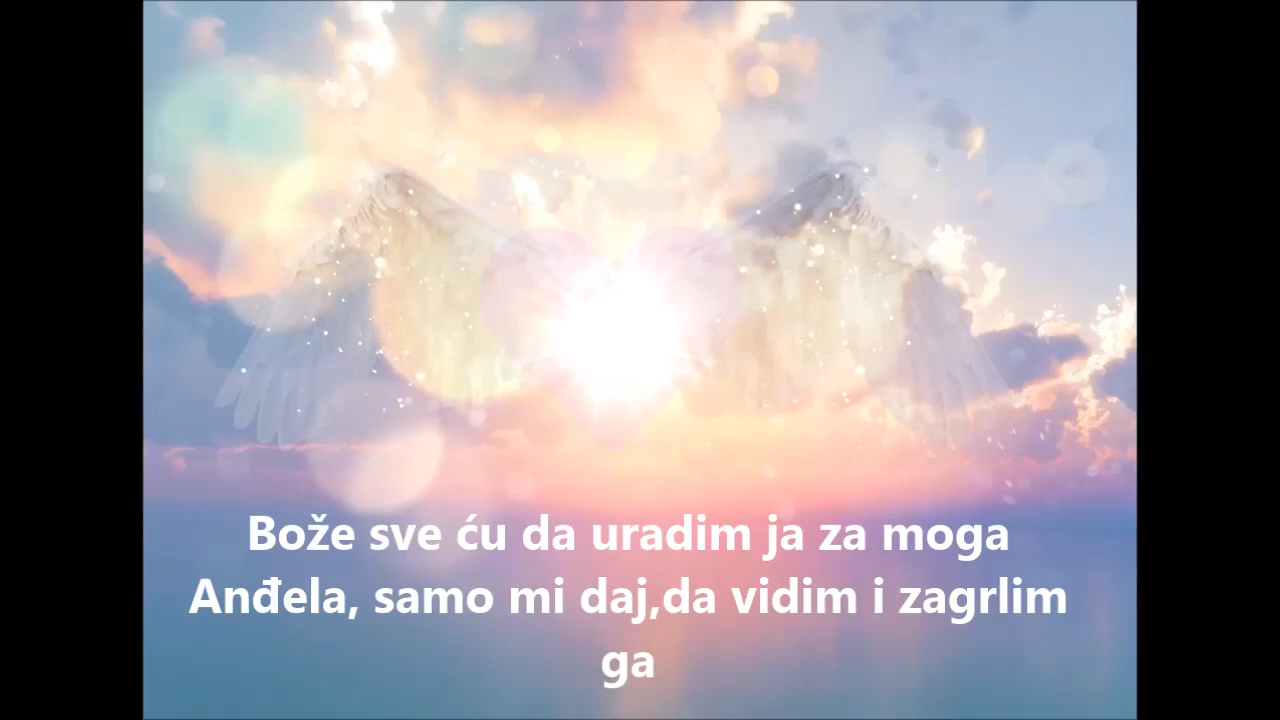 Bože sve ću da uradim ja za moga
Anđela, samo mi daj,da vidim i zagrlim
ga